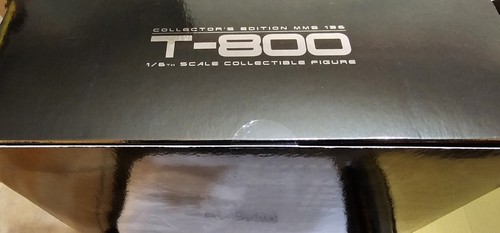 COLLECTOR'S EDITION MMS 136
T-800
1/6TH SCALE COLLECTIBLE FIGURE